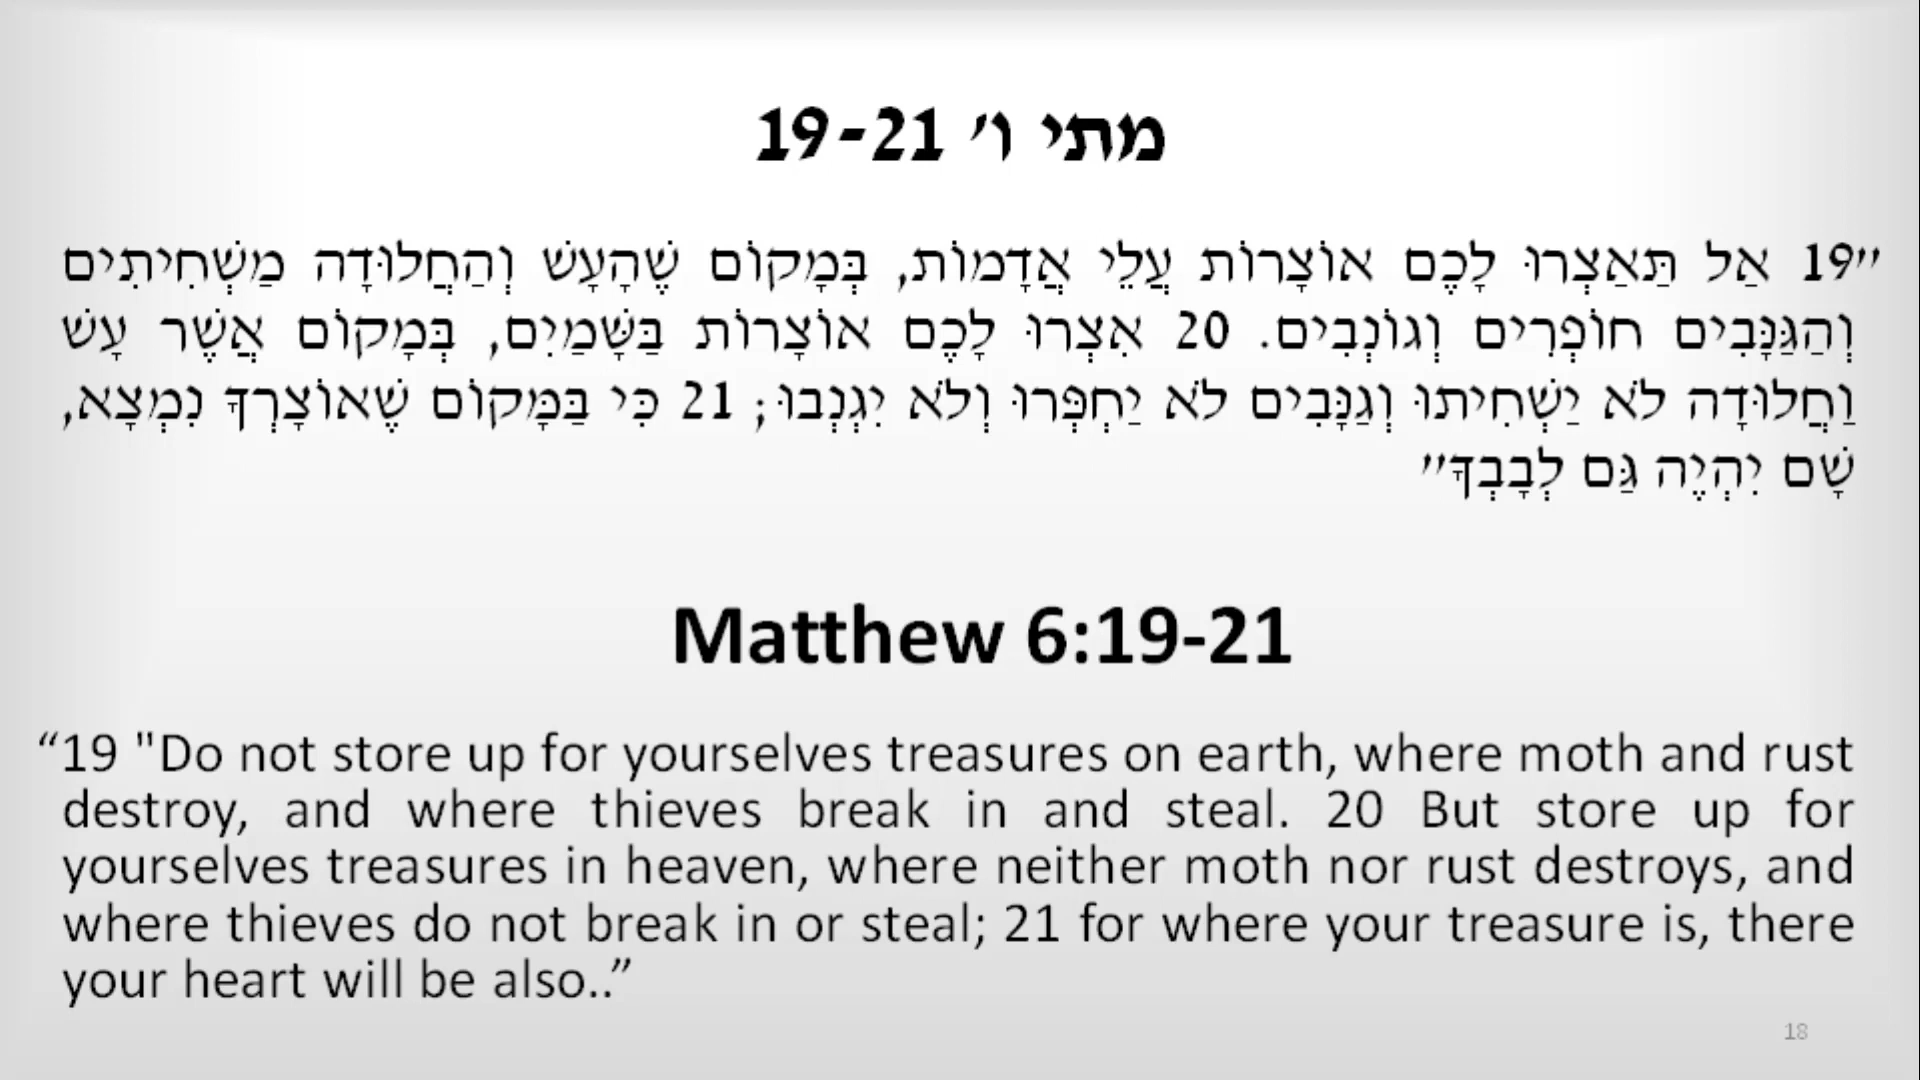 מתי ו׳ 19-21
״19 אַל תַּאַצְרוּ לָכֶם אוֹצָרוֹת עֲלֵי אֲדָמוֹת, בְּמָקוֹם שֶׁהָעָשׁ וְהַחֲלוּדָה מַשְׁחִיתִים
וְהַגַּנָּבִים חוֹפְרִים וְגוֹנְבִים. 20 אִצְרוּ לָכֶם אוֹצָרוֹת בַּשָּׁמַיִם, בְּמָקוֹם אֲשֶׁר עָשׁ
וַחֲלוּדָה לֹא יַשְׁחִיתוּ וְגַנָּבִים לֹא יַחְפְּרוּ וְלֹא יִגְנְבוּ; 21 כִּי בַּמָּקוֹם שֶׁאוֹצָרְךָ נִמְצָא,
שָׁם יִהְיֶה גַּם לְבָבְךָ״
Matthew 6:19-21
“19 "Do not store up for yourselves treasures on earth, where moth and rust
destroy, and where thieves break in and steal. 20 But store up for
yourselves treasures in heaven, where neither moth nor rust destroys, and
where thieves do not break in or steal; 21 for where your treasure is, there
your heart will be also..”
18